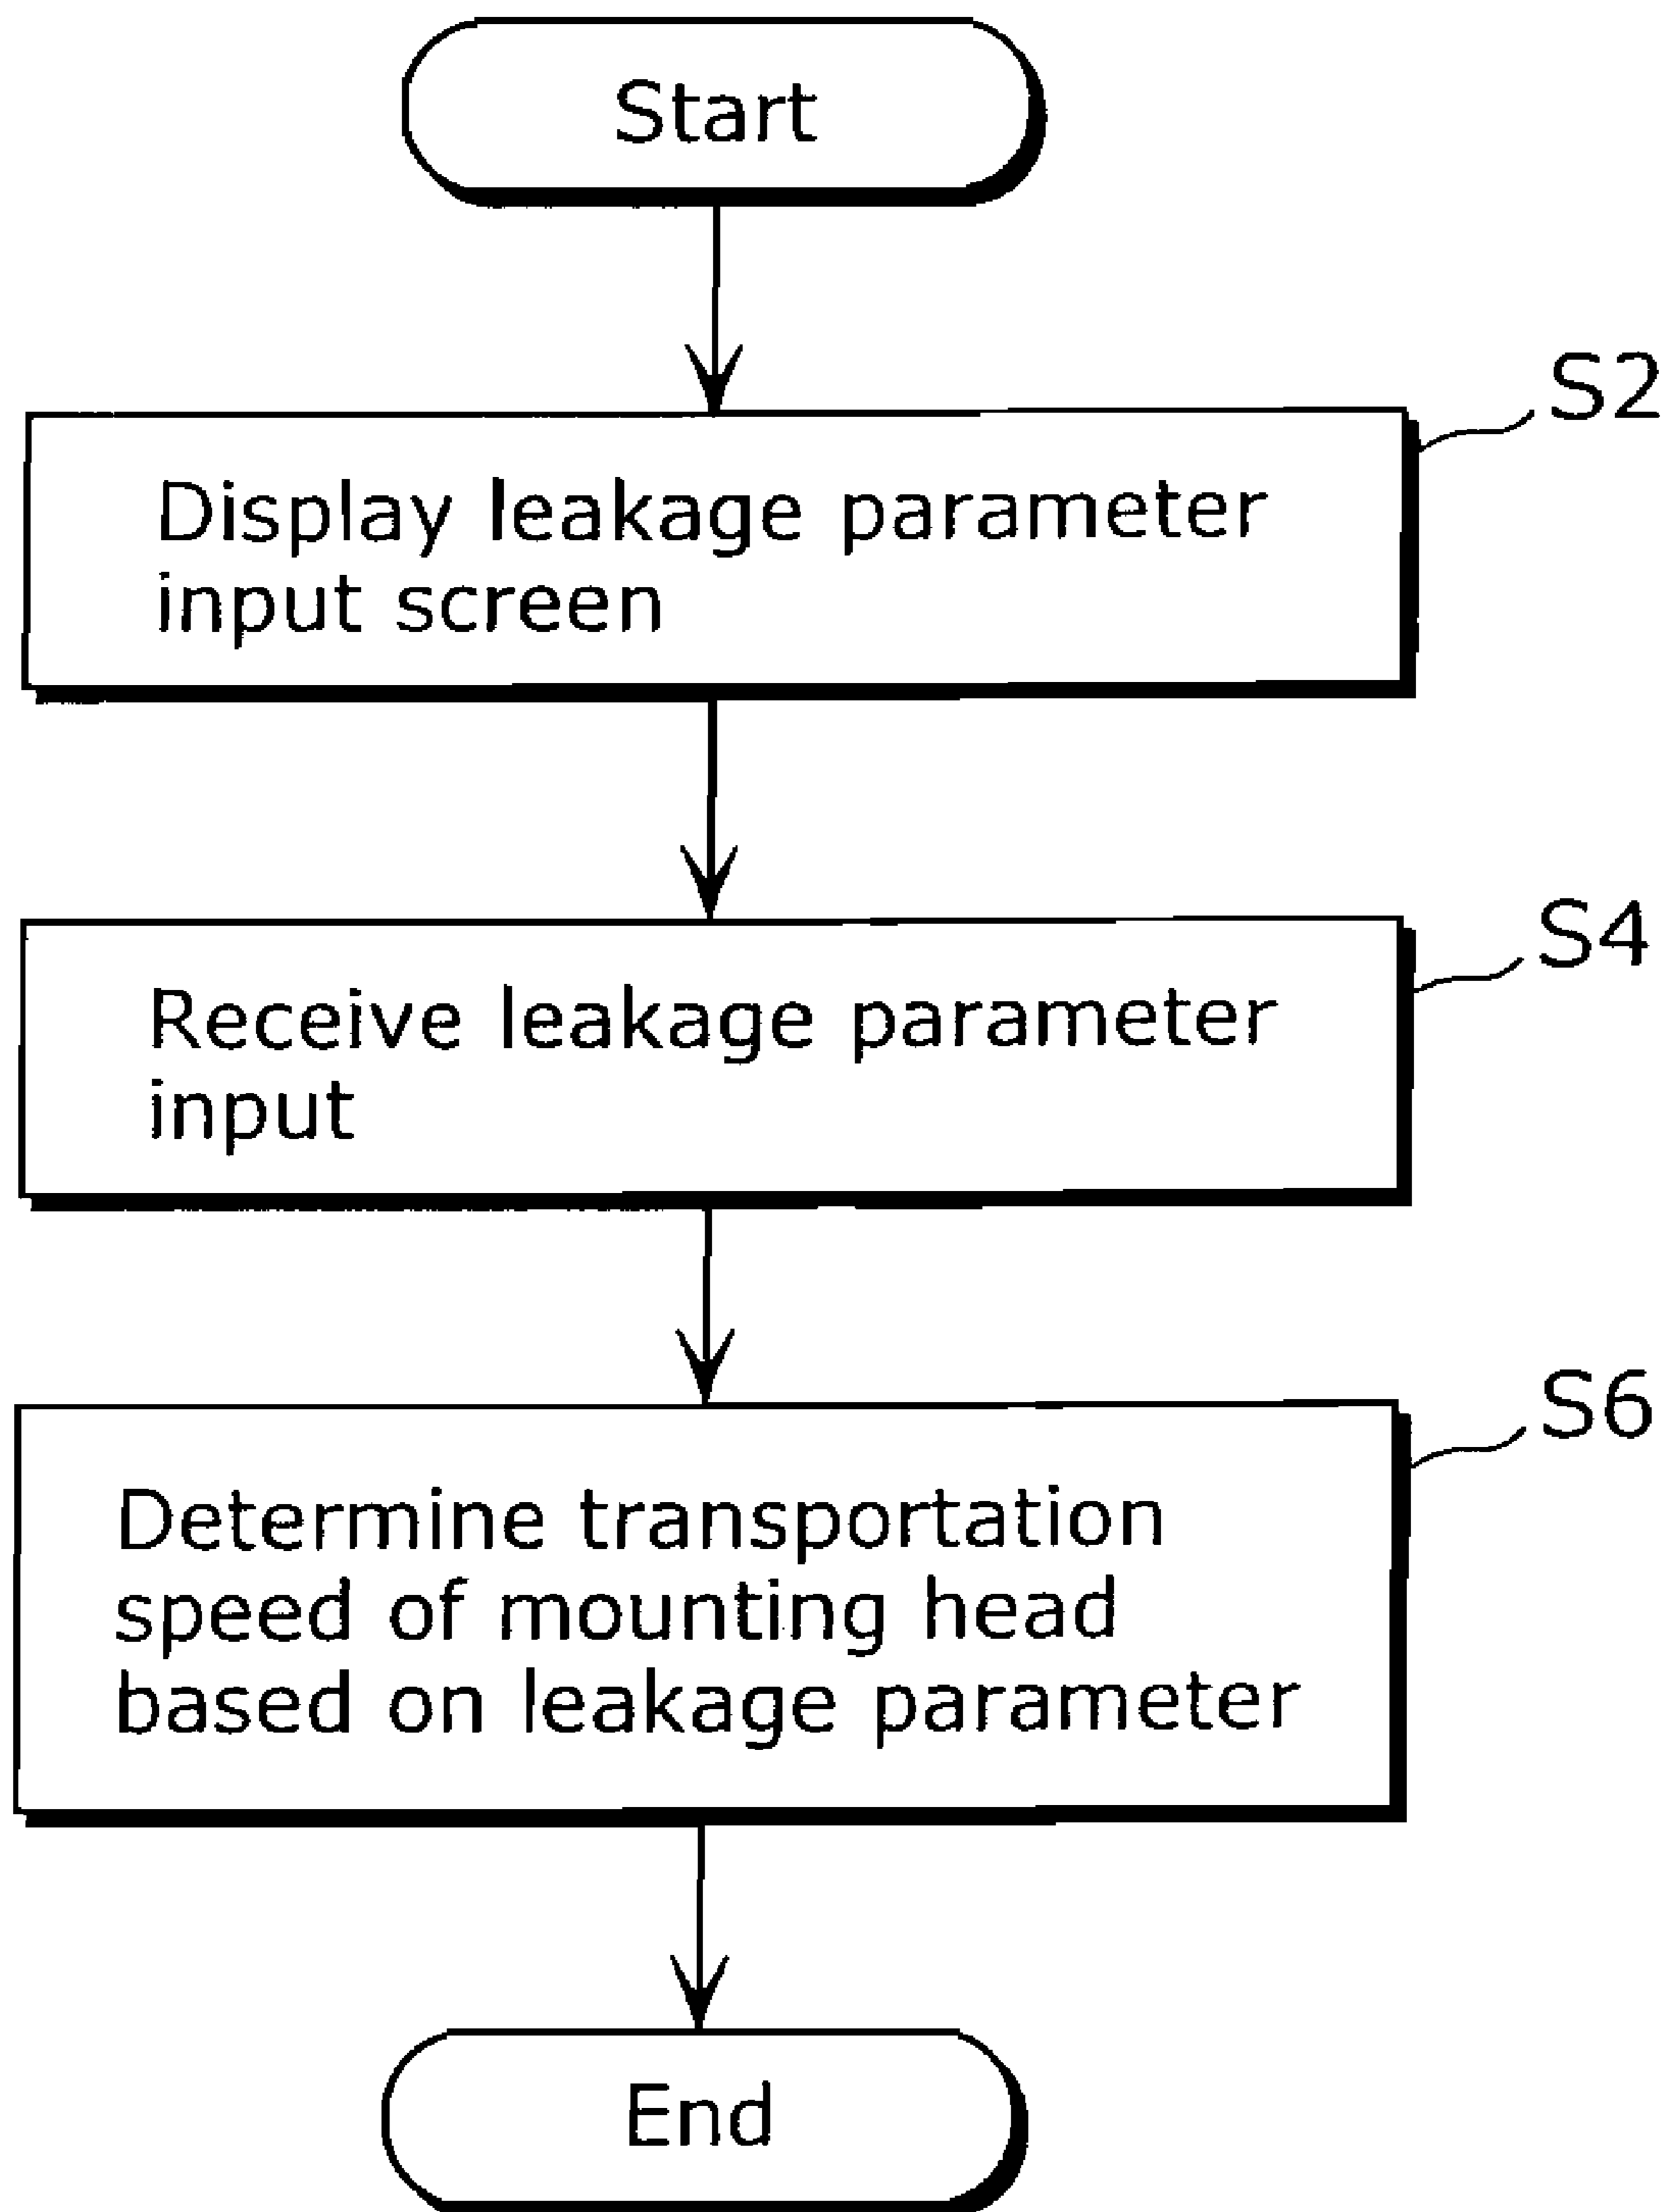 Start
S2
Display leakage parameter
input screen
S4
Receive leakage parameter
input
S6
Determine transportation
speed of mounting head
based on leakage parameter
End